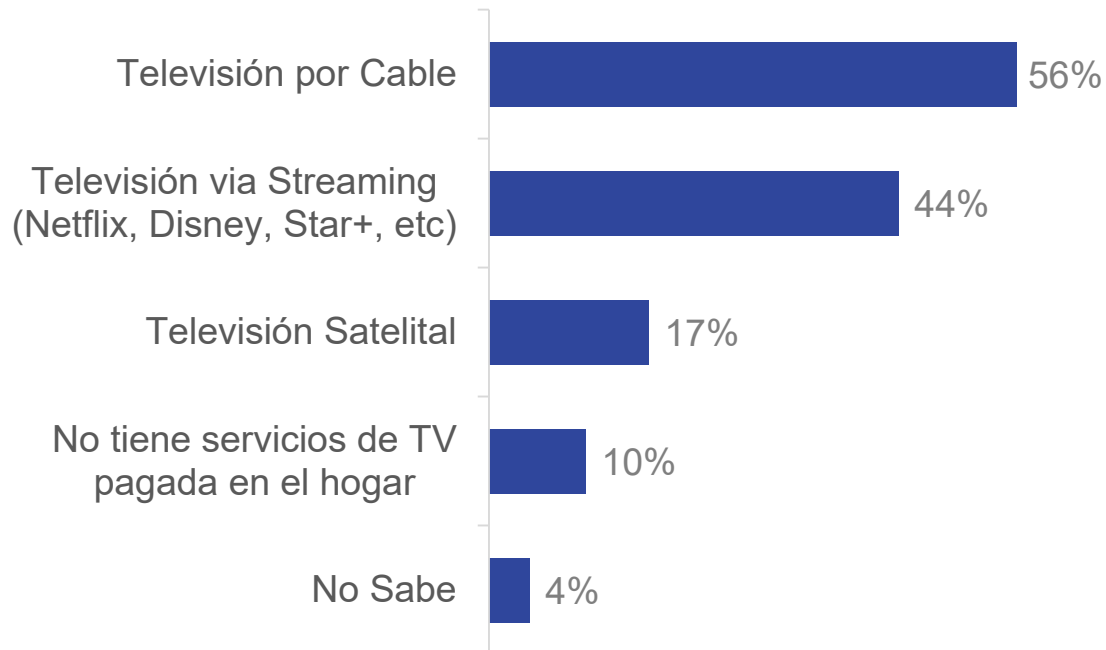 Televisión por Cable
56%
Televisión via Streaming
(Netflix, Disney, Star+, etc)
44%
Televisión Satelital
17%
No tiene servicios de TV
pagada en el hogar
10%
No Sabe
4%